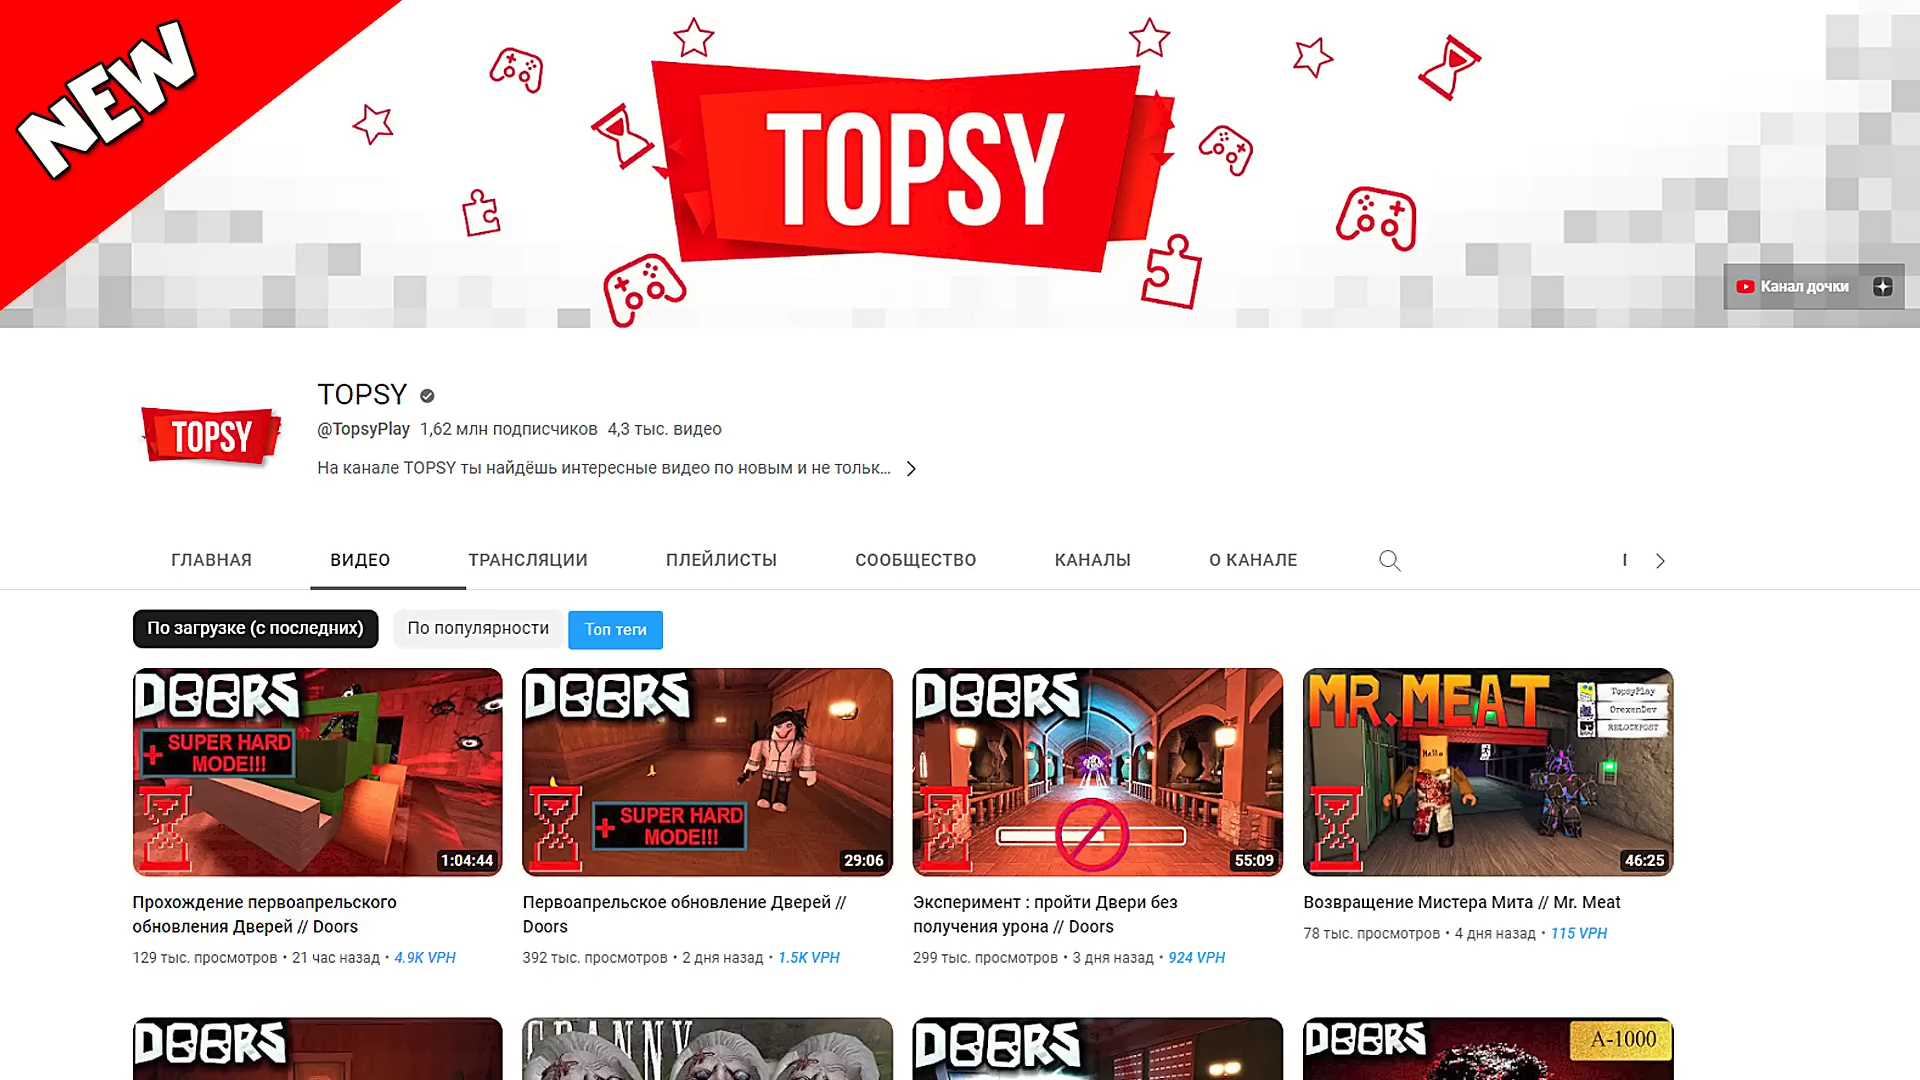 NEW
TOPSY
Канал дочки
TOPSY
TOPSY
@TopsyPlay 1,62 млн подписчиков 4,3 тыс. видео
На канале TOPSY ты найдёшь интересные видео по новым и не тольк...
ГЛАВНАЯ ВИДЕО ТРАНСЛЯЦИИ ПЛЕЙЛИСТЫ СООБЩЕСТВО КАНАЛЫ О КАНАЛЕ
По загрузке (с последних) По популярности Топ теги
DOORS
+ SUPER HARD
MODE!!!
1:04:44
DOORS
+ SUPER HARD
MODE!!!
29:06
DOORS
55:09
MR.MEAT
TopsyPlay
OrexenDev
RELOCKPOST
Hello
46:25
Прохождение первоапрельского
обновления Дверей // Doors
129 тыс. просмотров • 21 час назад • 4.9K VPH
Первоапрельское обновление Дверей //
Doors
392 тыс. просмотров • 2 дня назад • 1.5K VPH
Эксперимент : пройти Двери без
получения урона // Doors
299 тыс. просмотров • 3 дня назад • 924 VPH
Возвращение Мистера Мита // Mr. Meat
78 тыс. просмотров • 4 дня назад • 115 VPH
DOORS
GRANNY
DOORS
DOORS
A-1000